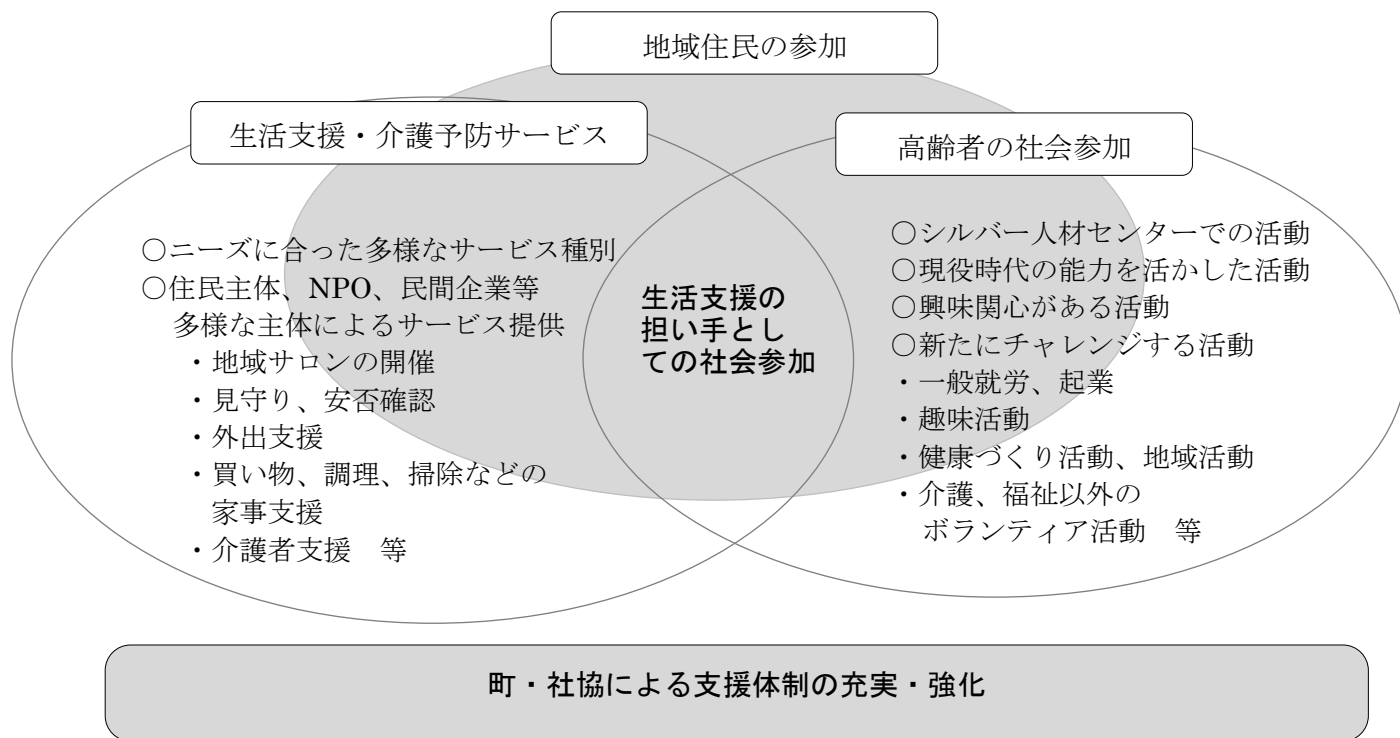 地域住民の参加
生活支援・介護予防サービス
高齢者の社会参加
〇ニーズに合った多様なサービス種別
〇住民主体、NPO、民間企業等
多様な主体によるサービス提供
・地域サロンの開催
・見守り、安否確認
・外出支援
・買い物、調理、掃除などの
家事支援
・介護者支援　等
生活支援の
担い手とし
ての社会参加
〇シルバー人材センターでの活動
〇現役時代の能力を活かした活動
〇興味関心がある活動
〇新たにチャレンジする活動
・一般就労、起業
・趣味活動
・健康づくり活動、地域活動
・介護、福祉以外の
ボランティア活動　等
町・社協による支援体制の充実・強化